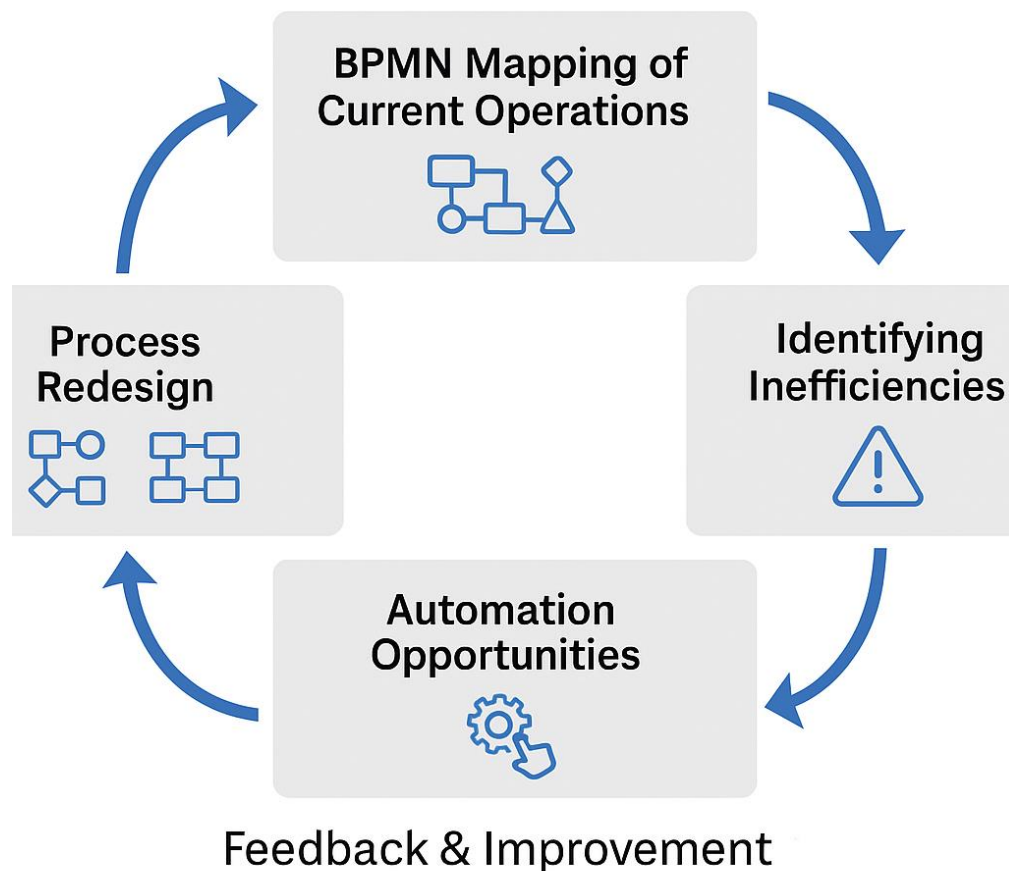 BPMN Mapping of
Current Operations
Process
Redesign
Identifying
Inefficiencies
Automation
Opportunities
Feedback & Improvement